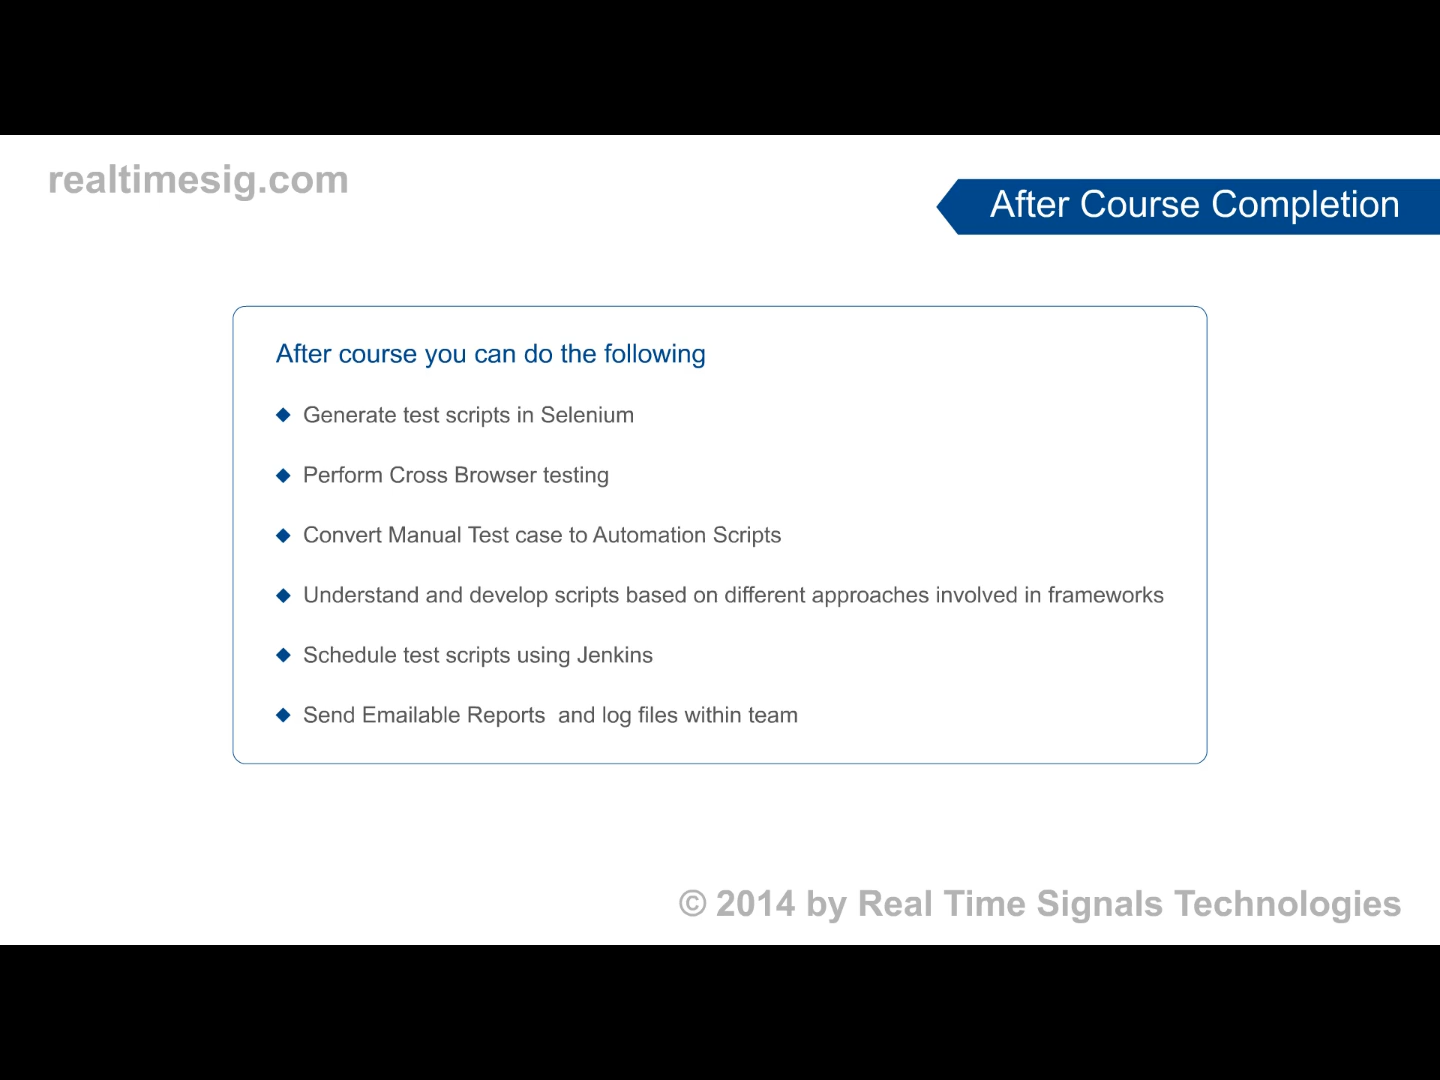 realtimesig.com
After Course Completion
After course you can do the following
Generate test scripts in Selenium
Perform Cross Browser testing
Convert Manual Test case to Automation Scripts
Understand and develop scripts based on different approaches involved in frameworks
Schedule test scripts using Jenkins
Send Emailable Reports  and log files within team
© 2014 by Real Time Signals Technologies